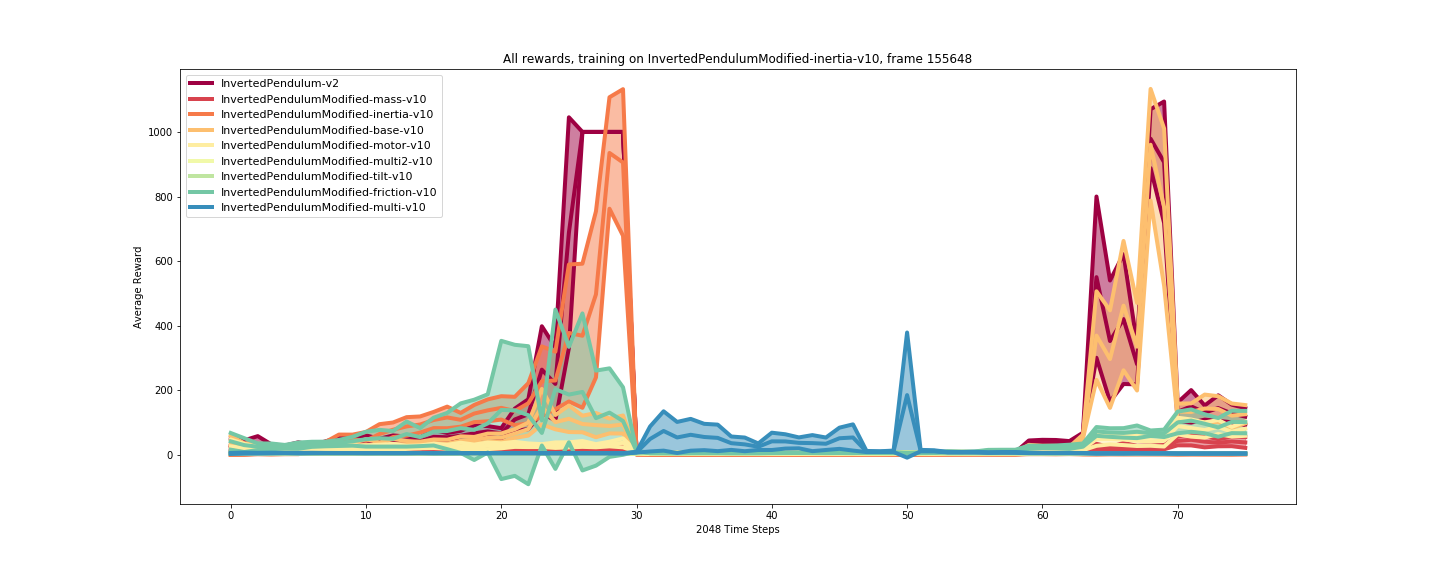 All rewards, training on InvertedPendulumModified-inertia-v10, frame 155648
InvertedPendulum-v2
InvertedPendulumModified-mass-v10
InvertedPendulumModified-inertia-v10
InvertedPendulumModified-base-v10
InvertedPendulumModified-motor-v10
InvertedPendulumModified-multi2-v10
InvertedPendulumModified-tilt-v10
InvertedPendulumModified-friction-v10
InvertedPendulumModified-multi-v10
Average Reward
1000
800
600
400
200
0
0 10 20 30 40 50 60 70
2048 Time Steps